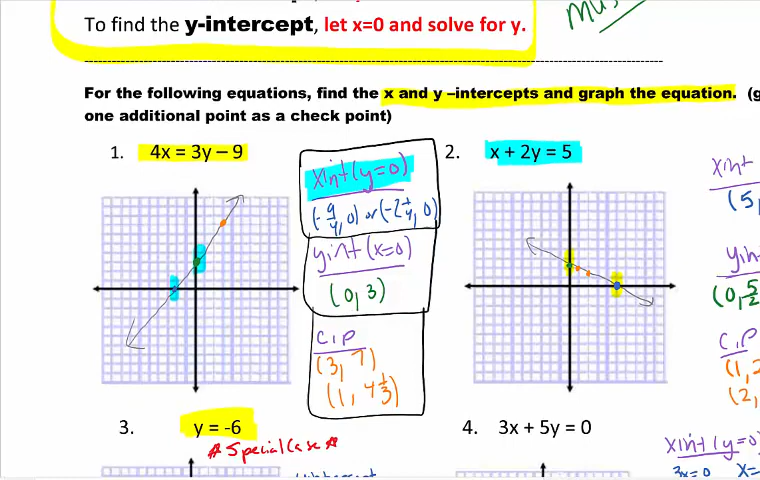 To find the y-intercept, let x=0 and solve for y.
For the following equations, find the x and y –intercepts and graph the equation. (g
one additional point as a check point)
1. 4x = 3y – 9
xint (y=0)
(-9/4, 0) or (-2 1/4, 0)
yint (x=0)
(0, 3)
C.P
(3, 7)
(1, 4 1/3)
2. x + 2y = 5
xint
(5,
yin
(0, 5/2
C.P
(1, 2
(2,
3. y = -6
* Special Case *
4. 3x + 5y = 0
xint (y=0)
3x=0 x=